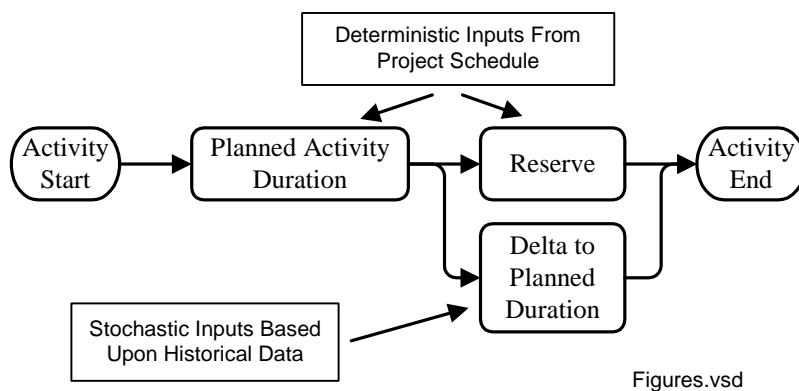 Deterministic Inputs From
Project Schedule
Activity
Start
Planned Activity
Duration
Reserve
Activity
End
Delta to
Planned
Duration
Stochastic Inputs Based
Upon Historical Data
Figures.vsd